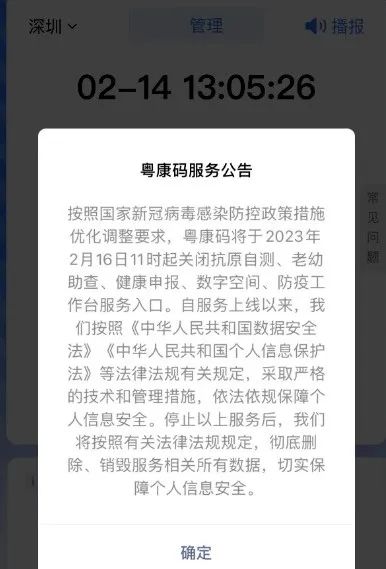 深圳
管理
播报
02-14 13:05:26
常见问题
粤康码服务公告
按照国家新冠病毒感染防控政策措施
优化调整要求，粤康码将于2023年
2月16日11时起关闭抗原自测、老幼
助查、健康申报、数字空间、防疫工
作台服务入口。自服务上线以来，我
们按照《中华人民共和国数据安全
法》《中华人民共和国个人信息保护
法》等法律法规有关规定，采取严格
的技术和管理措施，依法依规保障个
人信息安全。停止以上服务后，我们
将按照有关法律法规规定，彻底删
除、销毁服务相关所有数据，切实保
障个人信息安全。
确定